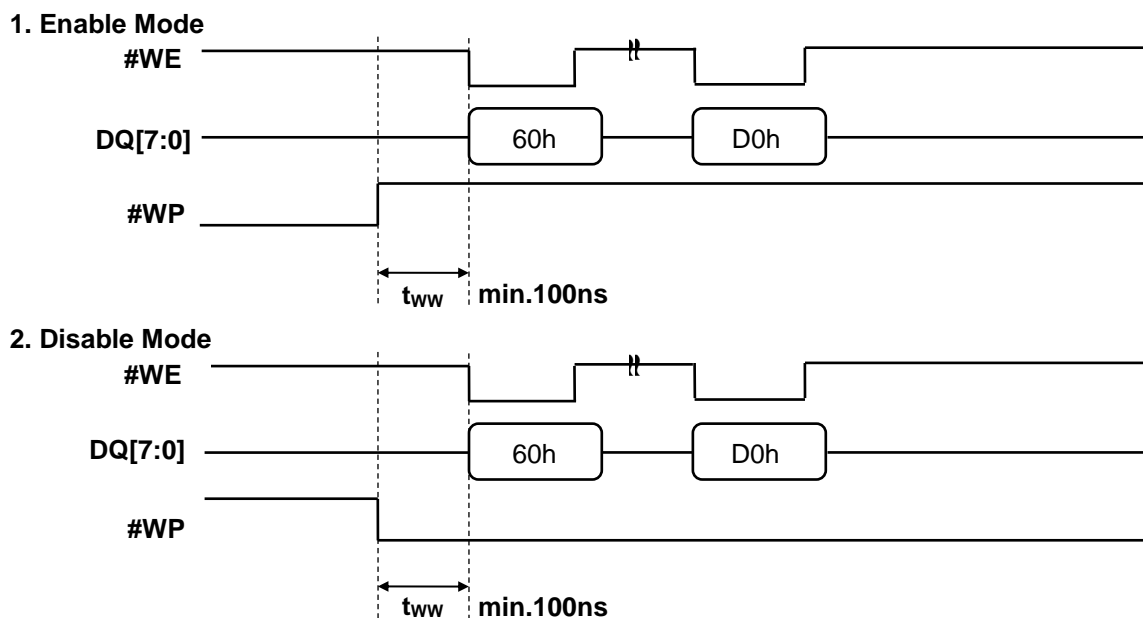 1. Enable Mode
#WE
DQ[7:0]
60h
D0h
#WP
tWW
min.100ns
2. Disable Mode
#WE
DQ[7:0]
60h
D0h
#WP
tWW
min.100ns